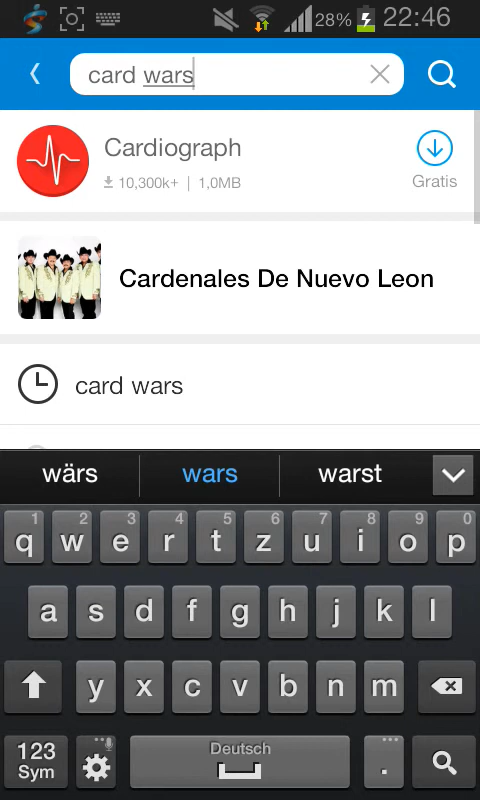 28% 22:46
card wars
Cardiograph
10,300k+ | 1,0MB
Gratis
Cardenales De Nuevo Leon
card wars
wärs wars warst
1 2 3 4 5 6 7 8 9 0
q w e r t z u i o p
a s d f g h j k l
y x c v b n m
123 Sym
Deutsch
.